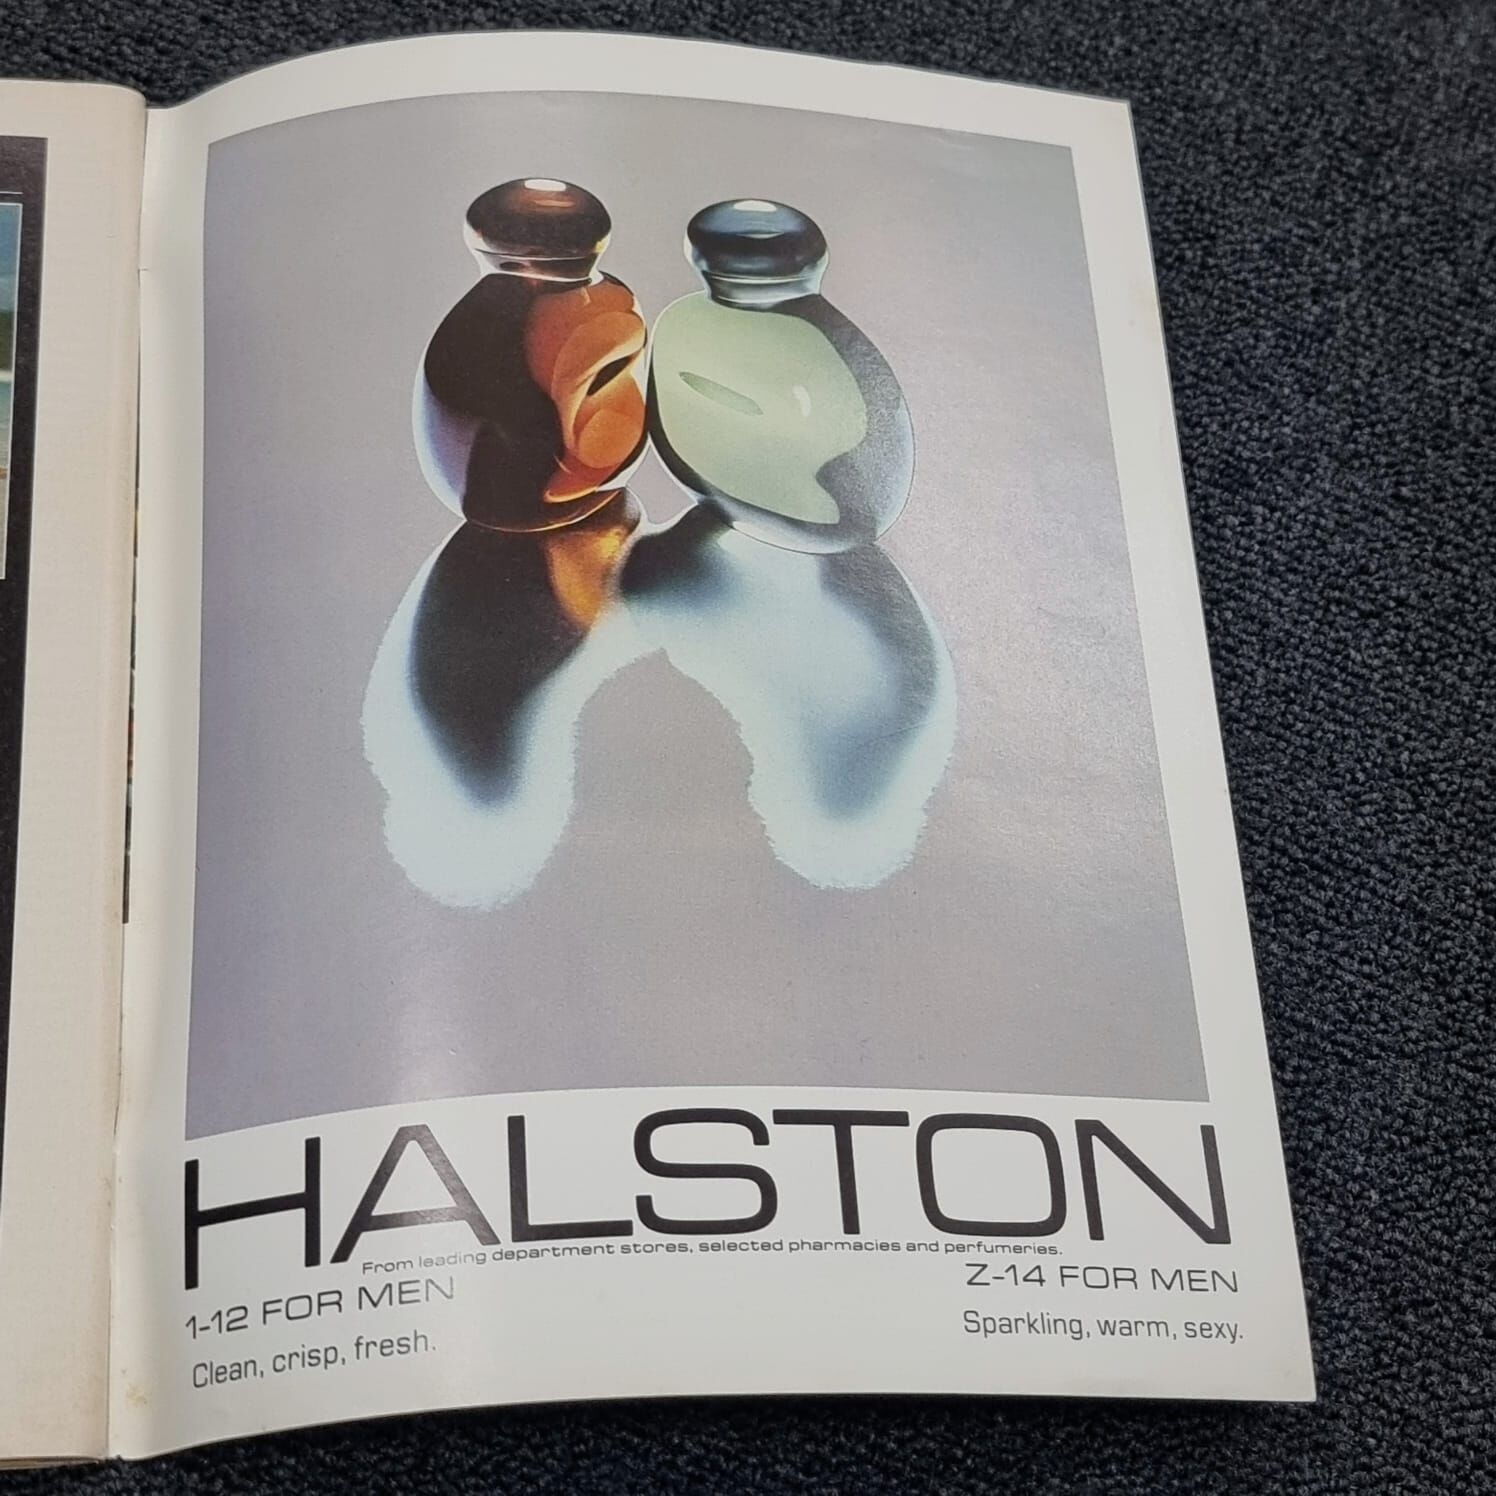 HALSTON
From leading department stores, selected pharmacies and perfumeries.
1-12 FOR MEN
Clean, crisp, fresh.
Z-14 FOR MEN
Sparkling, warm, sexy.